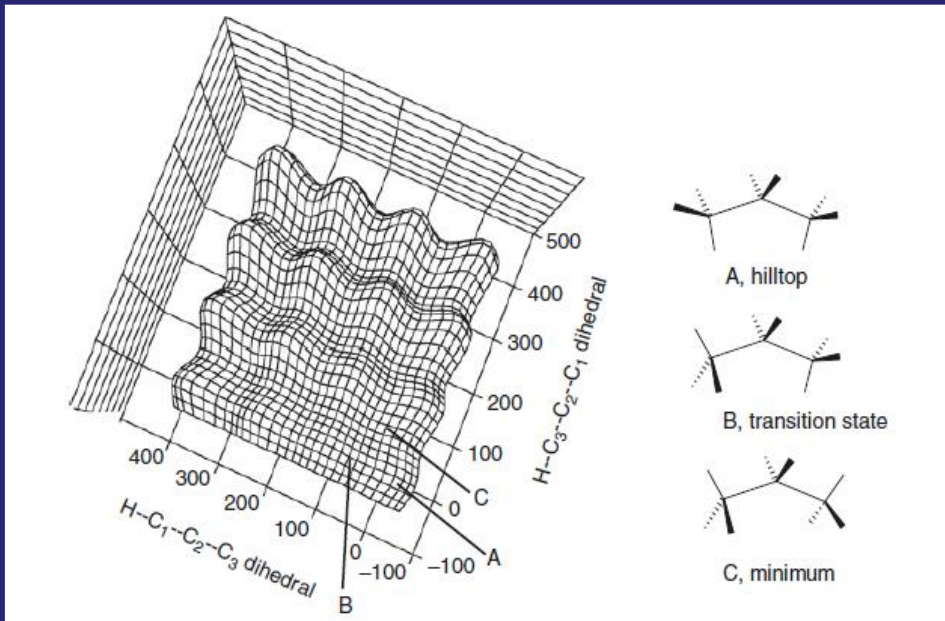 500
400
300
200
100
0
-100
H--C3--C2--C1 dihedral
400
300
200
100
0
-100
H--C1--C2--C3 dihedral
A
B
C
A, hilltop
B, transition state
C, minimum